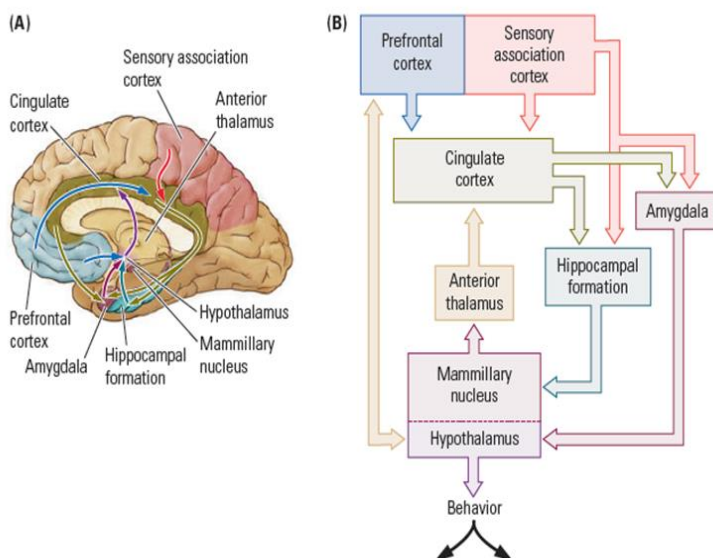 (A)
Sensory association
cortex
Cingulate
cortex
Anterior
thalamus
Prefrontal
cortex
Amygdala
Hippocampal
formation
Hypothalamus
Mammillary
nucleus
(B)
Prefrontal
cortex
Sensory
association
cortex
Cingulate
cortex
Amygdala
Anterior
thalamus
Hippocampal
formation
Mammillary
nucleus
Hypothalamus
Behavior